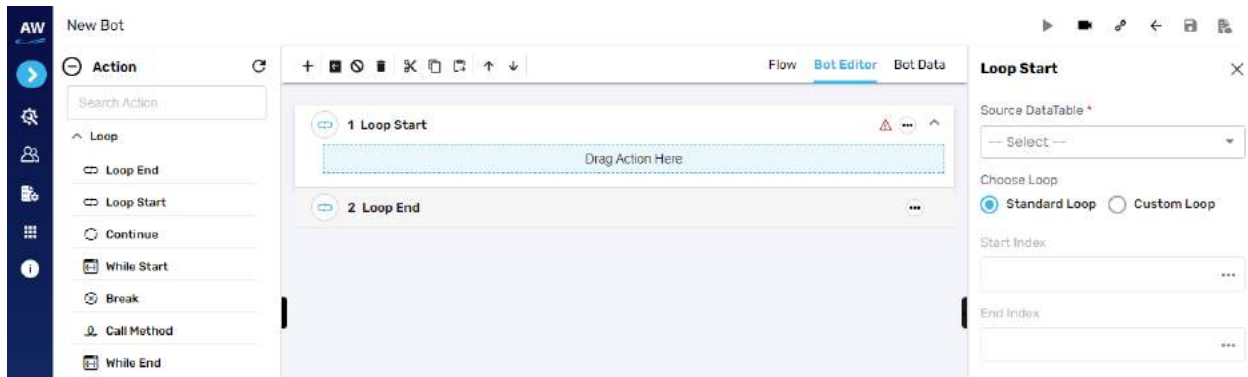 AW New Bot
Action
Search Action
Loop
Loop End
Loop Start
Continue
While Start
Break
Call Method
While End
Flow Bot Editor Bot Data
1 Loop Start
Drag Action Here
2 Loop End
Loop Start
Source DataTable *
--- Select ---
Choose Loop
Standard Loop Custom Loop
Start Index
End Index